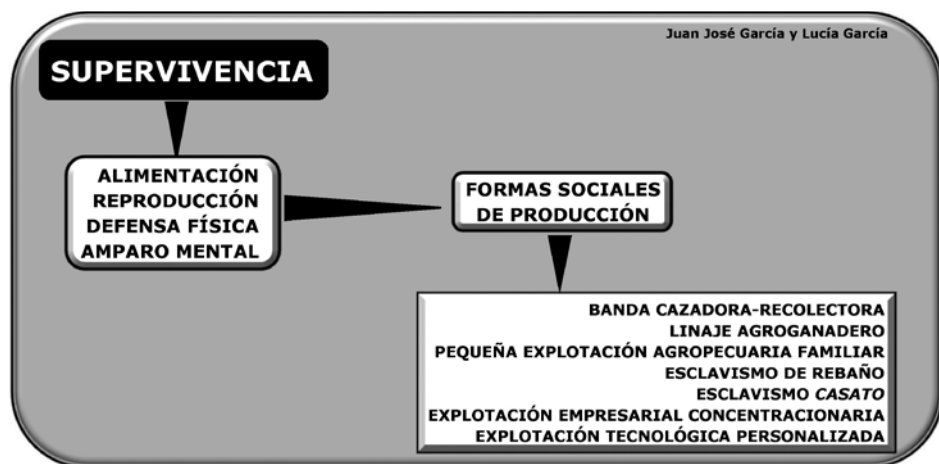 Juan José García y Lucía García
SUPERVIVENCIA
ALIMENTACIÓN
REPRODUCCIÓN
DEFENSA FÍSICA
AMPARO MENTAL
FORMAS SOCIALES
DE PRODUCCIÓN
BANDA CAZADORA-RECOLECTORA
LINAJE AGROGANADERO
PEQUEÑA EXPLOTACIÓN AGROPECUARIA FAMILIAR
ESCLAVISMO DE REBAÑO
ESCLAVISMO CASATO
EXPLOTACIÓN EMPRESARIAL CONCENTRACIONARIA
EXPLOTACIÓN TECNOLÓGICA PERSONALIZADA